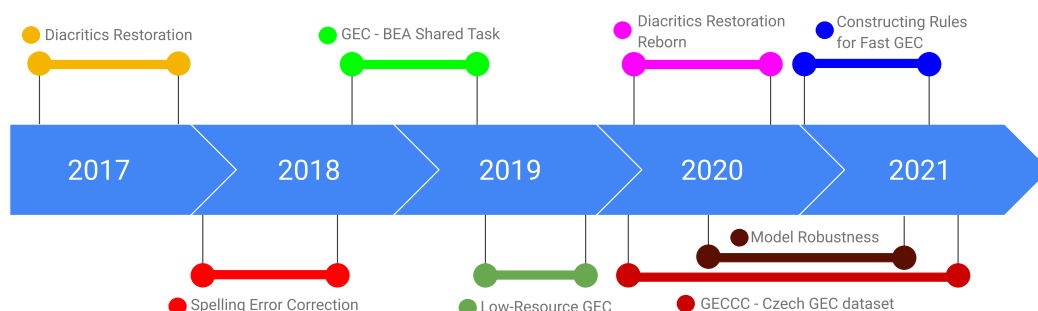 Diacritics Restoration
GEC - BEA Shared Task
Diacritics Restoration
Reborn
Constructing Rules
for Fast GEC
2017
2018
2019
2020
2021
Model Robustness
Spelling Error Correction
Low-Resource GEC
GECCC - Czech GEC dataset